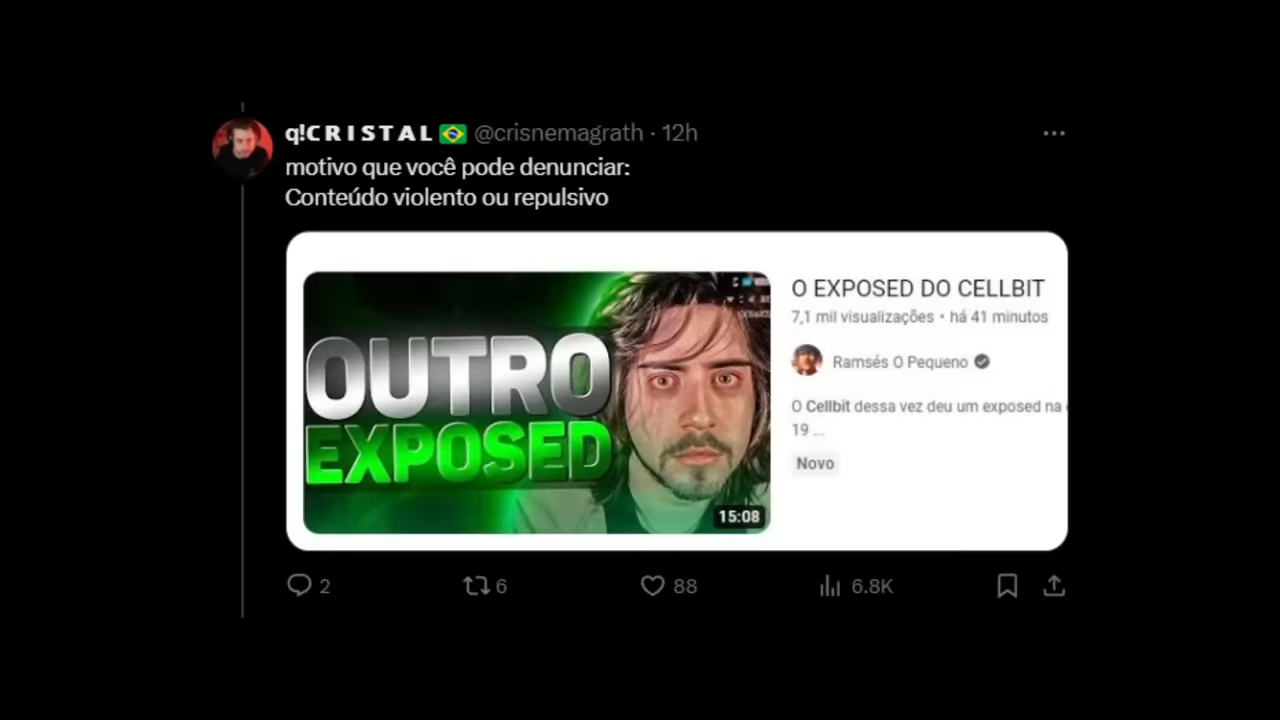 q!CRISTAL🇧🇷 @crisnemagrath · 12h
motivo que você pode denunciar:
Conteúdo violento ou repulsivo
OUTRO
EXPOSED
15:08
O EXPOSED DO CELLBIT
7,1 mil visualizações • há 41 minutos
Ramsés O Pequeno
O Cellbit dessa vez deu um exposed na
19 ...
Novo
2 6 88 6.8K